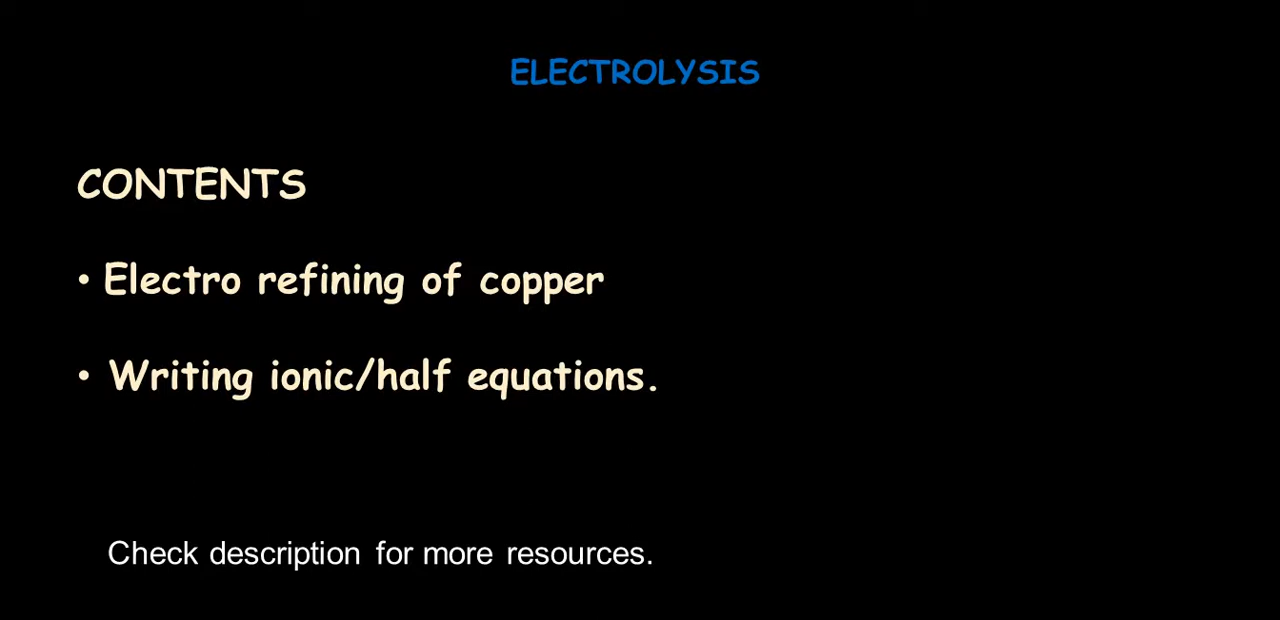 ELECTROLYSIS
CONTENTS
• Electro refining of copper
• Writing ionic/half equations.
Check description for more resources.